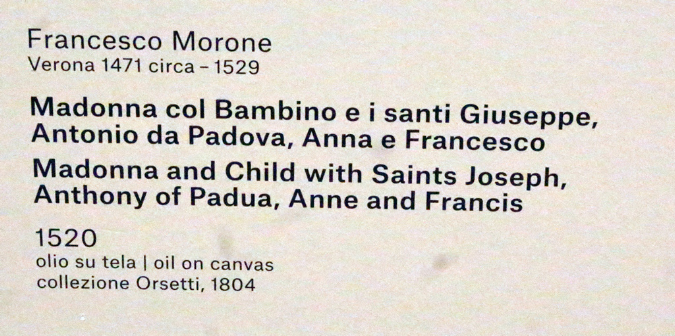 Francesco Morone
Verona 1471 circa – 1529
Madonna col Bambino e i santi Giuseppe,
Antonio da Padova, Anna e Francesco
Madonna and Child with Saints Joseph,
Anthony of Padua, Anne and Francis
1520
olio su tela | oil on canvas
collezione Orsetti, 1804